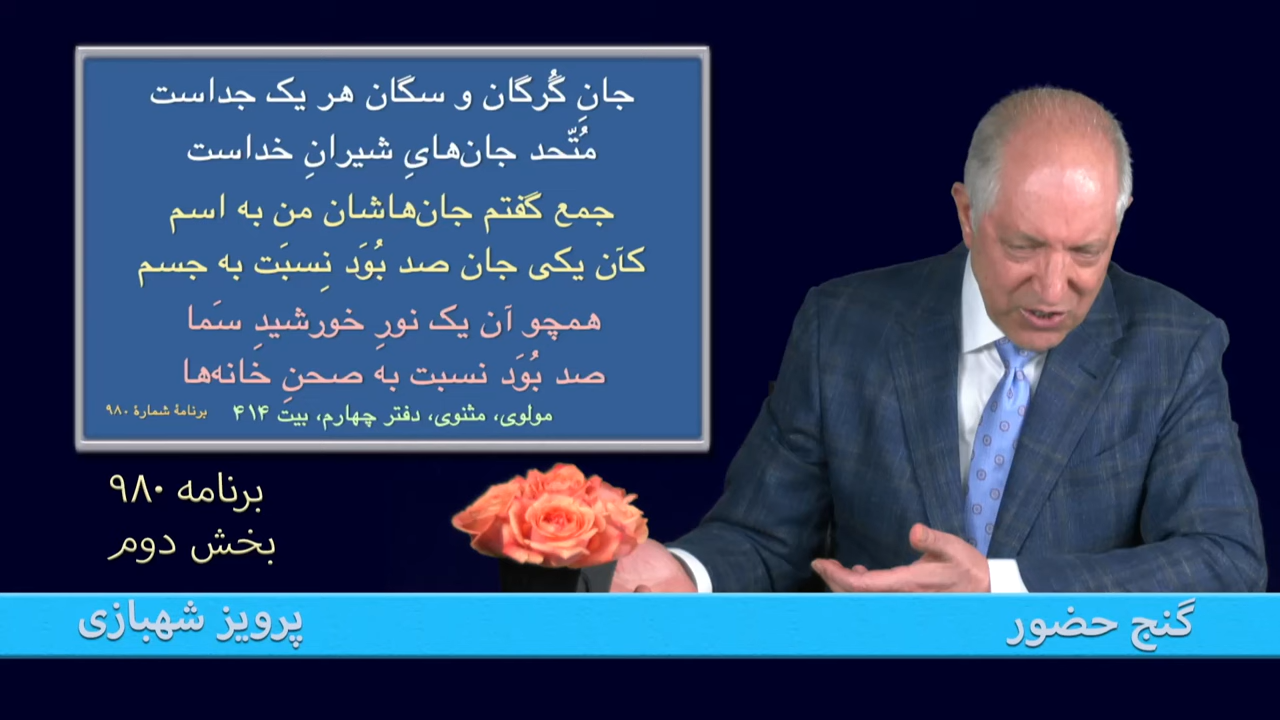 جانِ گُرگان و سگان هر یک جداست
مُتّحد جان‌هایِ شیرانِ خداست
جمع گفتم جان‌هاشان من به اسم
کآن یکی جان صد بُوَد نِسبَت به جسم
همچو آن یک نورِ خورشیدِ سَما
صد بُوَد نسبت به صحنِ خانه‌ها
مولوی، مثنوی، دفتر چهارم، بیت ۴۱۴
برنامهٔ شمارهٔ ۹۸۰
برنامه ۹۸۰
بخش دوم
گنج حضور
پرویز شهبازی